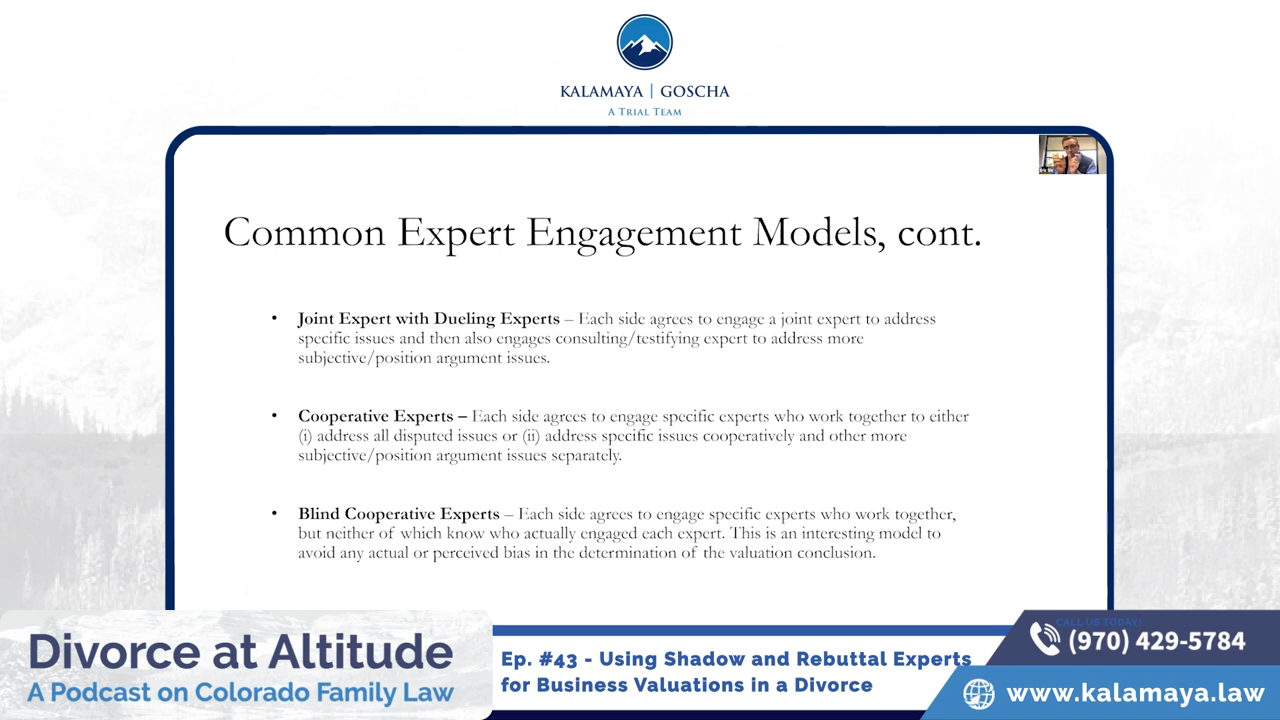 KALAMAYA | GOSCHA
A TRIAL TEAM
Common Expert Engagement Models, cont.
• Joint Expert with Dueling Experts – Each side agrees to engage a joint expert to address
specific issues and then also engages consulting/testifying expert to address more
subjective/position argument issues.
• Cooperative Experts – Each side agrees to engage specific experts who work together to either
(i) address all disputed issues or (ii) address specific issues cooperatively and other more
subjective/position argument issues separately.
• Blind Cooperative Experts – Each side agrees to engage specific experts who work together,
but neither of which know who actually engaged each expert. This is an interesting model to
avoid any actual or perceived bias in the determination of the valuation conclusion.
Divorce at Altitude
A Podcast on Colorado Family Law
Ep. #43 - Using Shadow and Rebuttal Experts
for Business Valuations in a Divorce
CALL US TODAY!
(970) 429-5784
www.kalamaya.law